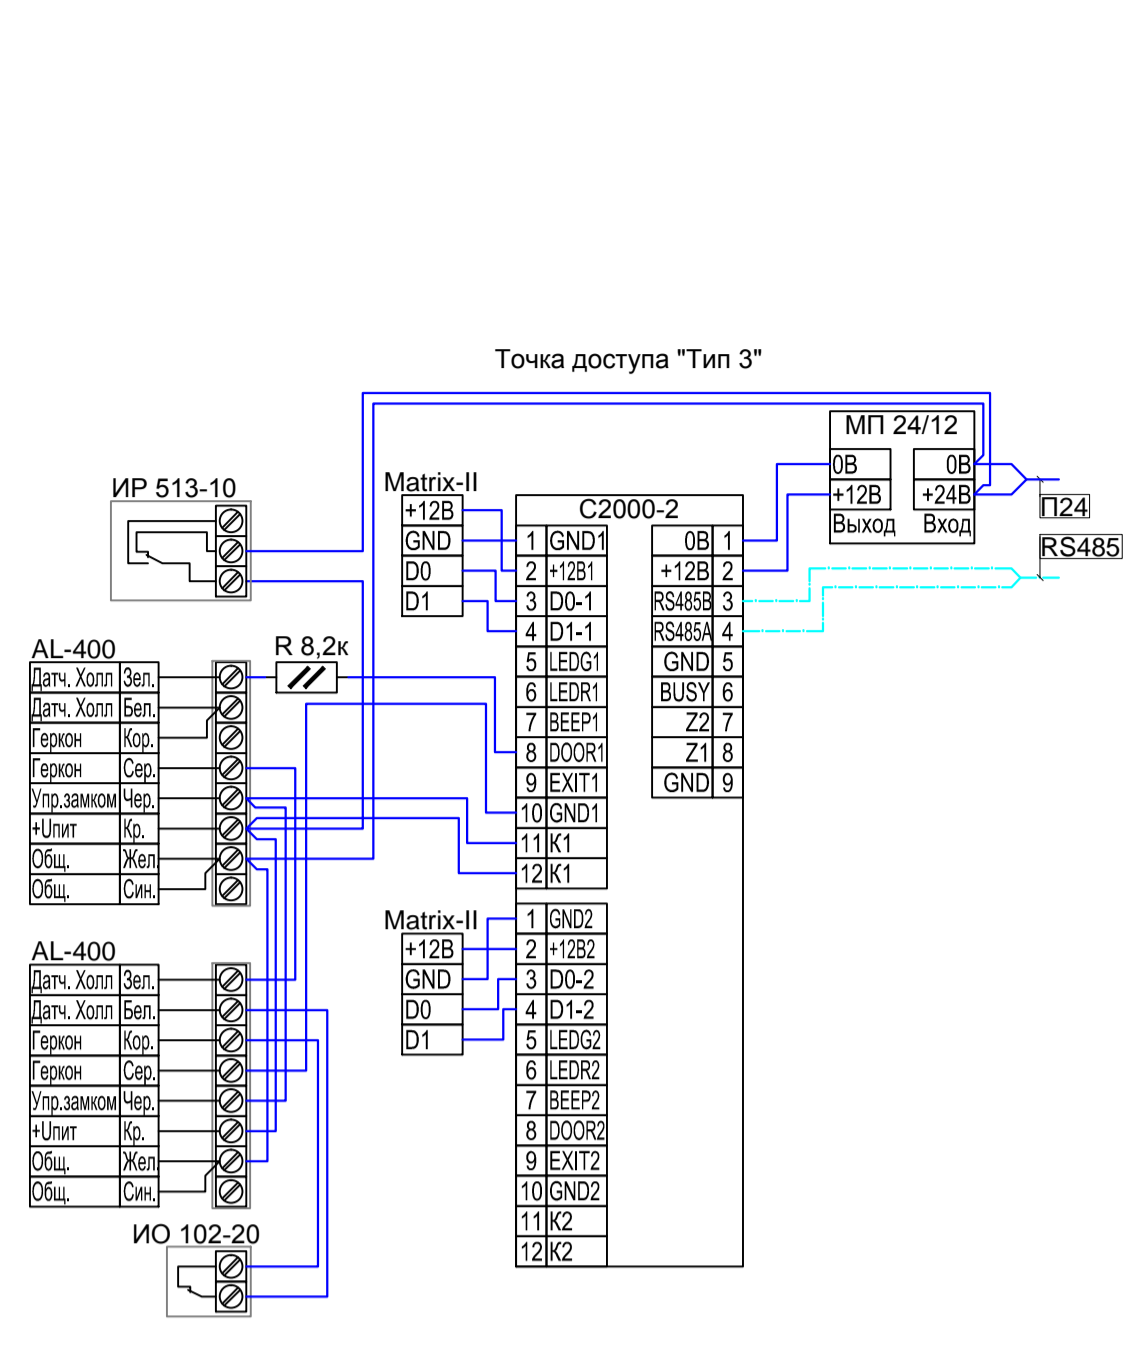 Точка доступа "Тип 3"
МП 24/12
0В 0В
+12В +24В
Выход Вход
П24
RS485
ИР 513-10
Matrix-II
+12В
GND
D0
D1
С2000-2
1 GND1 0В 1
2 +12В1 +12В 2
3 D0-1 RS485В 3
4 D1-1 RS485А 4
5 LEDG1 GND 5
6 LEDR1 BUSY 6
7 BEEP1 Z2 7
8 DOOR1 Z1 8
9 EXIT1 GND 9
10 GND1
11 К1
12 К1
R 8,2к
AL-400
Датч. Холл Зел.
Датч. Холл Бел.
Геркон Кор.
Геркон Сер.
Упр.замком Чер.
+Uпит Кр.
Общ. Жел.
Общ. Син.
Matrix-II
+12В
GND
D0
D1
1 GND2
2 +12В2
3 D0-2
4 D1-2
5 LEDG2
6 LEDR2
7 BEEP2
8 DOOR2
9 EXIT2
10 GND2
11 К2
12 К2
AL-400
Датч. Холл Зел.
Датч. Холл Бел.
Геркон Кор.
Геркон Сер.
Упр.замком Чер.
+Uпит Кр.
Общ. Жел.
Общ. Син.
ИО 102-20